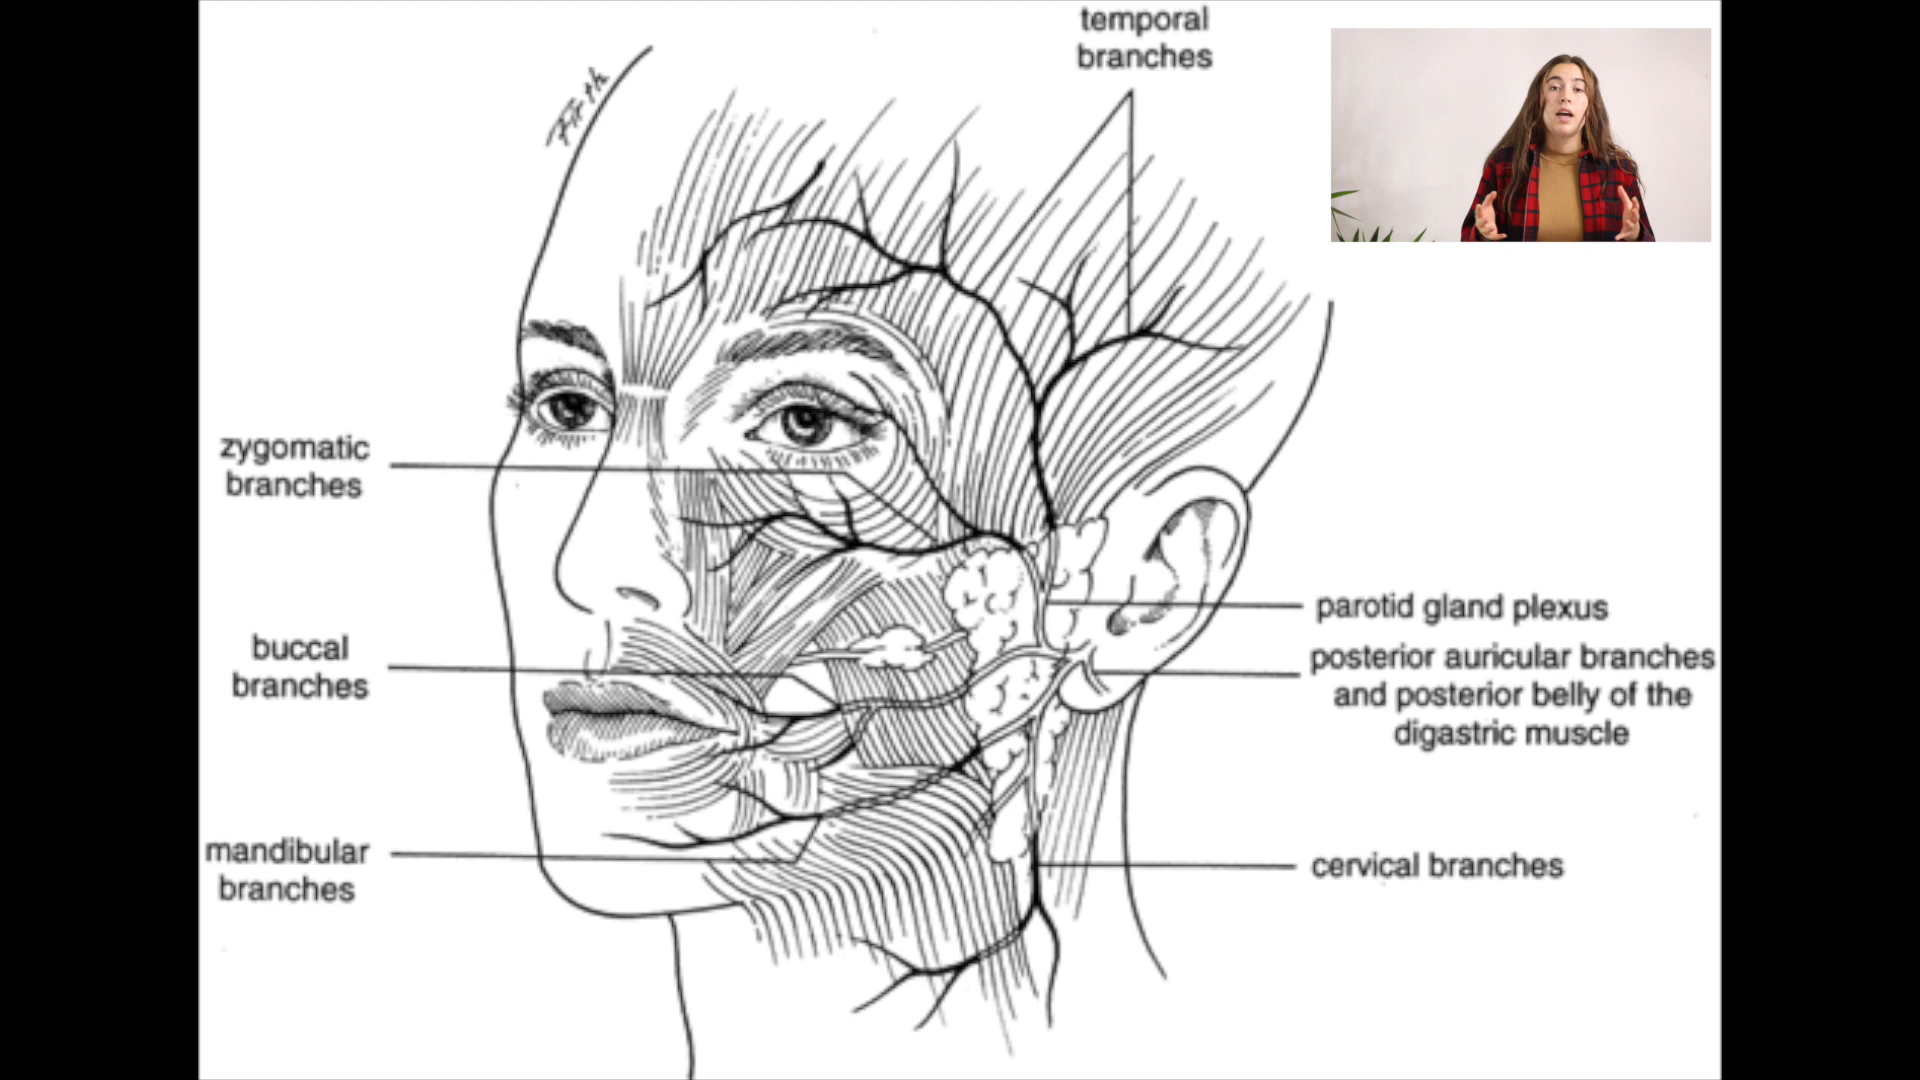 temporal
branches
zygomatic
branches
buccal
branches
mandibular
branches
parotid gland plexus
posterior auricular branches
and posterior belly of the
digastric muscle
cervical branches